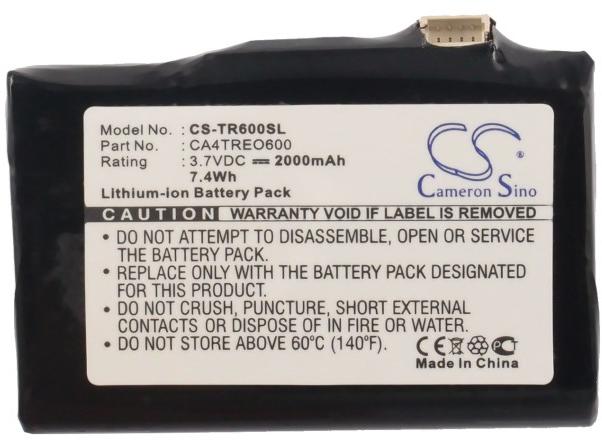 Model No. : CS-TR600SL
P/No. : CA4TREO600
Rating : 3.7VDC ⎓ 2000mAh
7.4Wh
Lithium-ion Battery Pack
CS
Cameron Sino
CAUTION: WARRANTY VOID IF LABEL IS REMOVED
• DO NOT ATTEMPT TO DISASSEMBLE, OPEN OR SERVICE
THE BATTERY PACK.
• REPLACE ONLY WITH THE BATTERY PACK DESIGNATED
FOR THIS PRODUCT.
• DO NOT CRUSH, PUNCTURE, SHORT EXTERNAL
CONTACTS OR DISPOSE OF IN FIRE OR WATER.
• DO NOT STORE ABOVE 60°C (140°F).
CE
Made In China